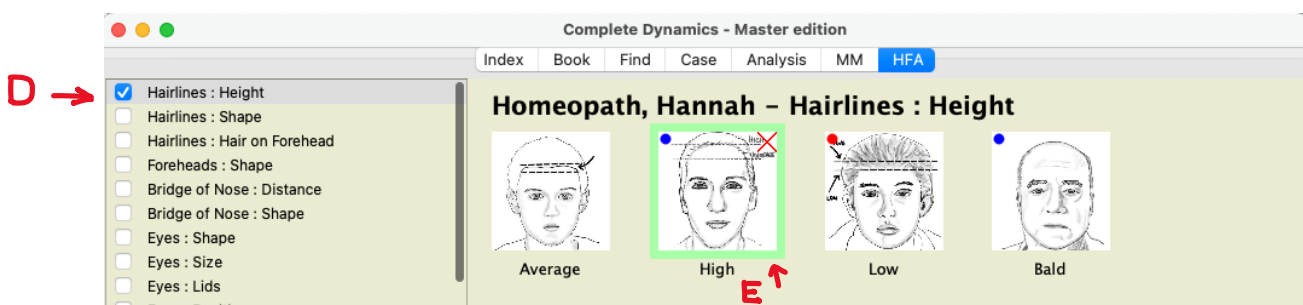 Complete Dynamics - Master edition
Index Book Find Case Analysis MM HFA
D
Hairlines : Height
Hairlines : Shape
Hairlines : Hair on Forehead
Foreheads : Shape
Bridge of Nose : Distance
Bridge of Nose : Shape
Eyes : Shape
Eyes : Size
Eyes : Lids
Homeopath, Hannah – Hairlines : Height
Average High Low Bald
E